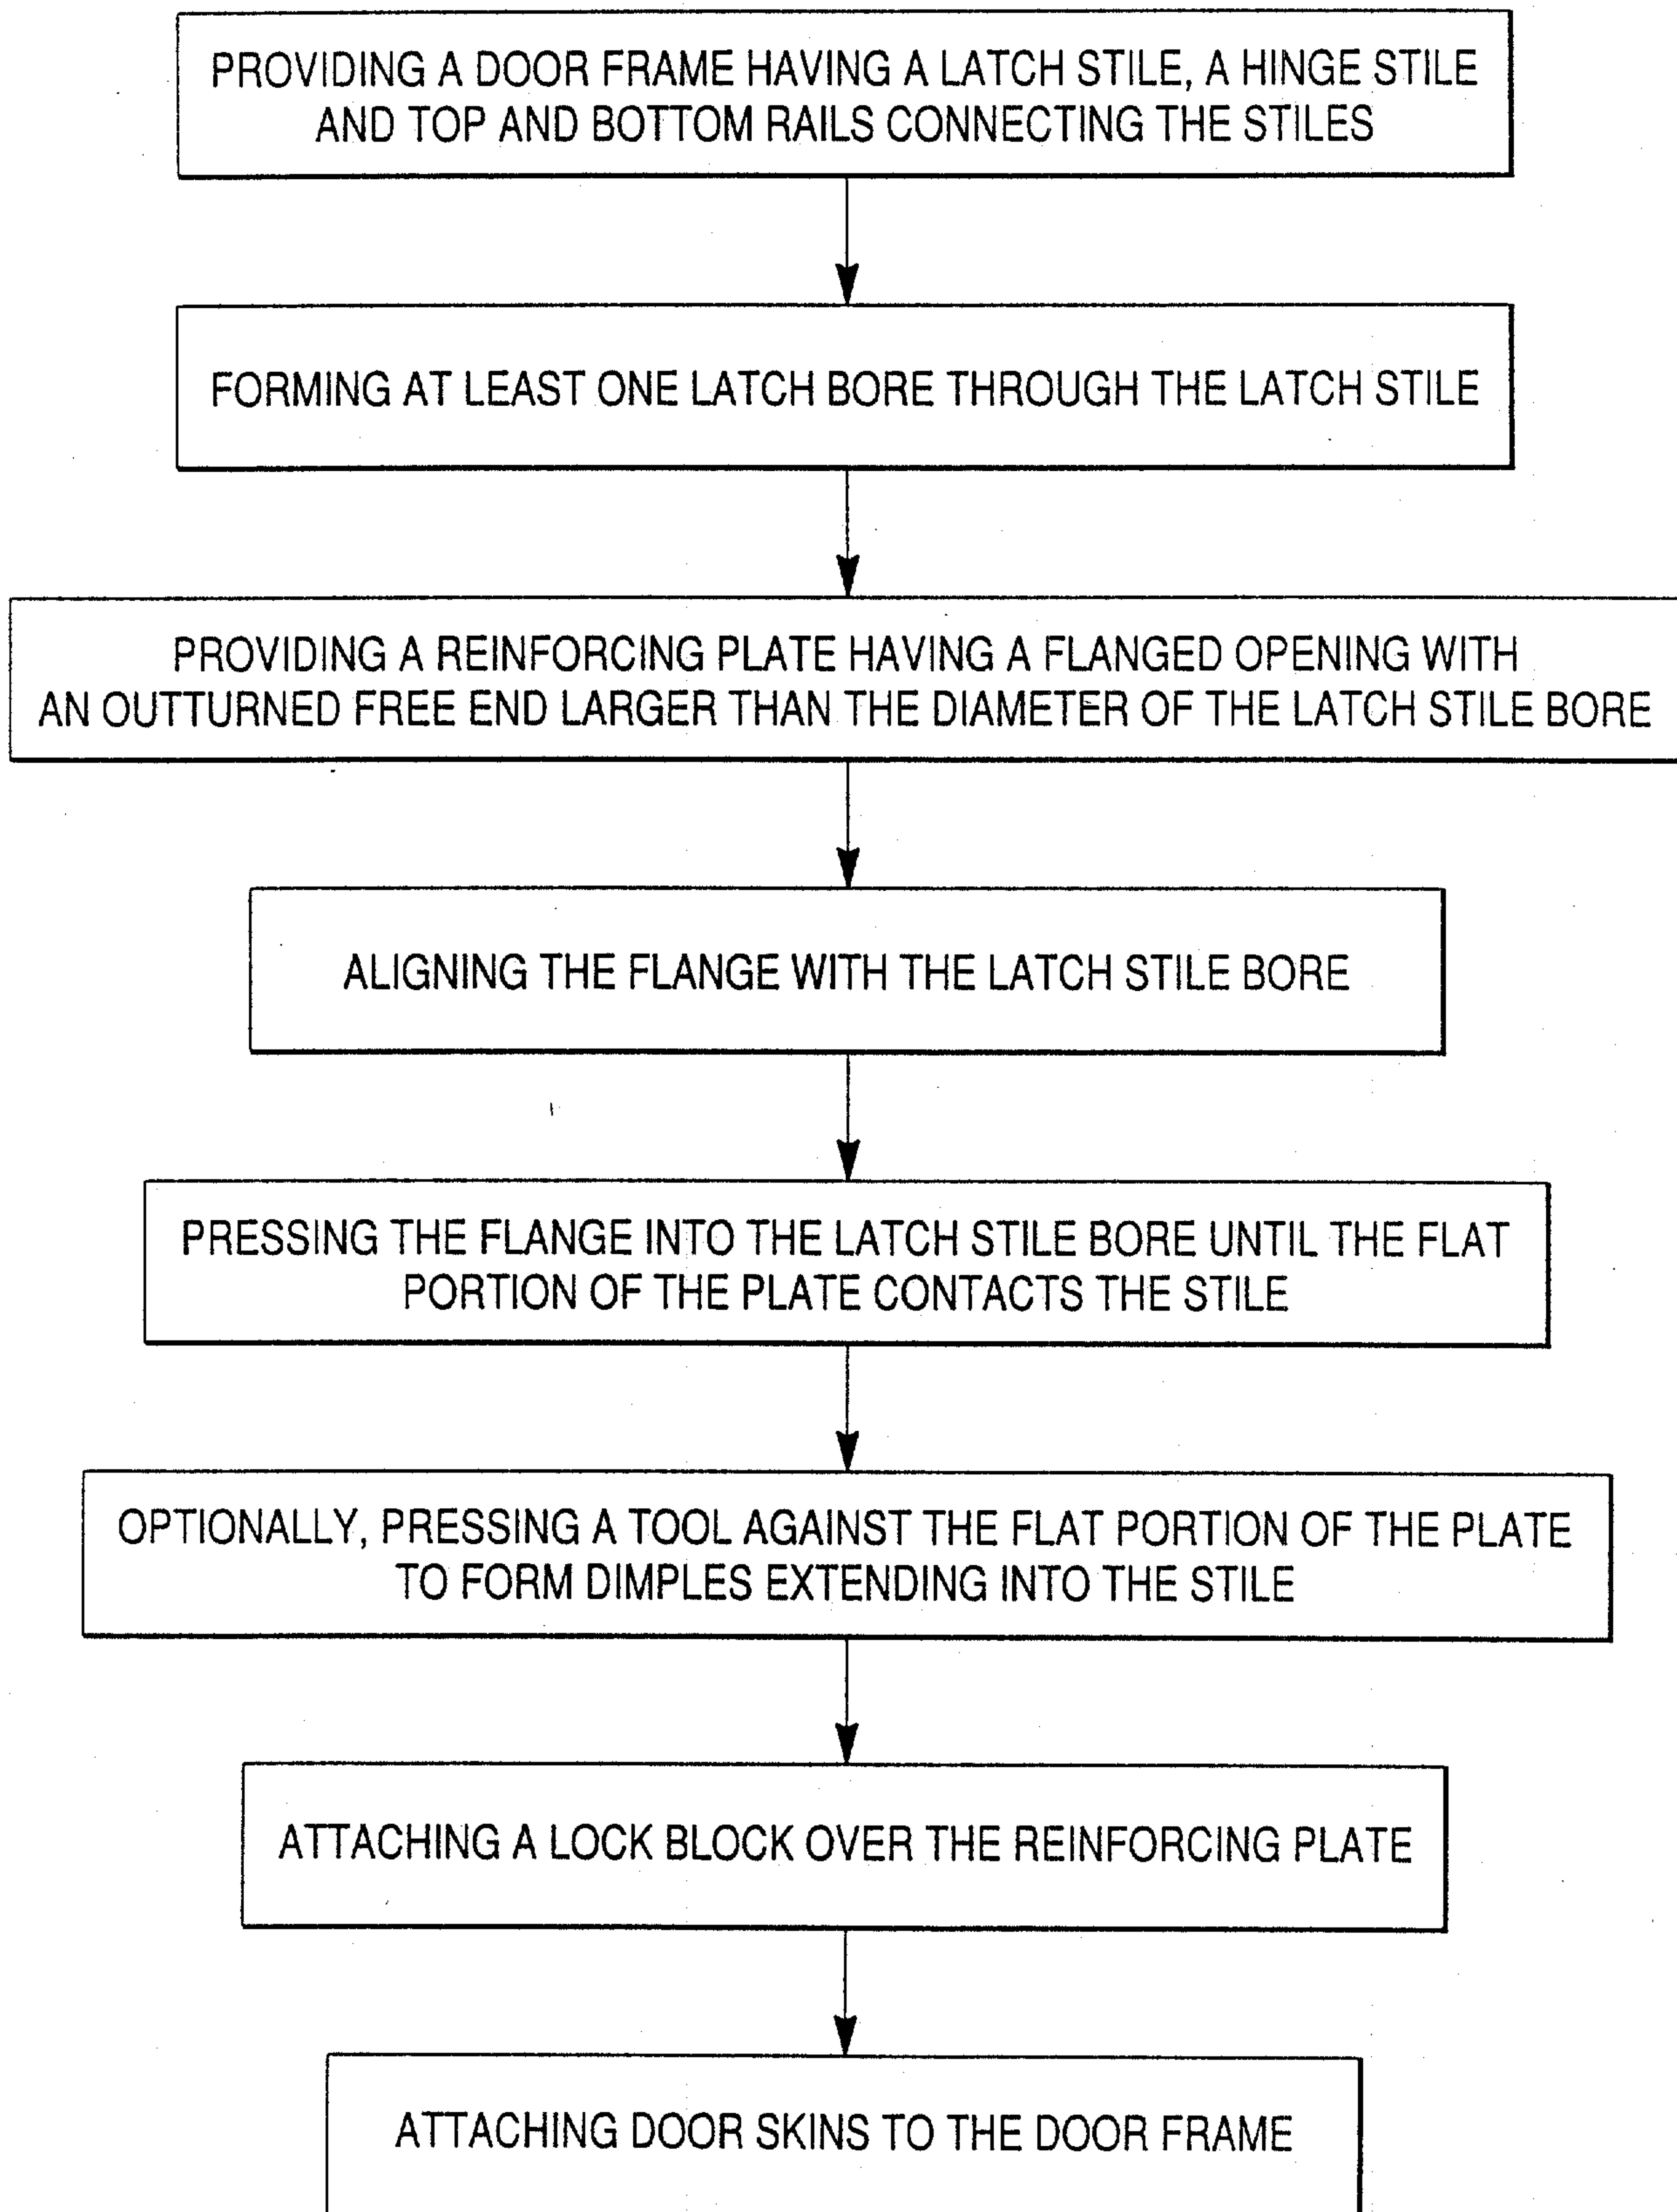 PROVIDING A DOOR FRAME HAVING A LATCH STILE, A HINGE STILE
AND TOP AND BOTTOM RAILS CONNECTING THE STILES
FORMING AT LEAST ONE LATCH BORE THROUGH THE LATCH STILE
PROVIDING A REINFORCING PLATE HAVING A FLANGED OPENING WITH
AN OUTTURNED FREE END LARGER THAN THE DIAMETER OF THE LATCH STILE BORE
ALIGNING THE FLANGE WITH THE LATCH STILE BORE
PRESSING THE FLANGE INTO THE LATCH STILE BORE UNTIL THE FLAT
PORTION OF THE PLATE CONTACTS THE STILE
OPTIONALLY, PRESSING A TOOL AGAINST THE FLAT PORTION OF THE PLATE
TO FORM DIMPLES EXTENDING INTO THE STILE
ATTACHING A LOCK BLOCK OVER THE REINFORCING PLATE
ATTACHING DOOR SKINS TO THE DOOR FRAME